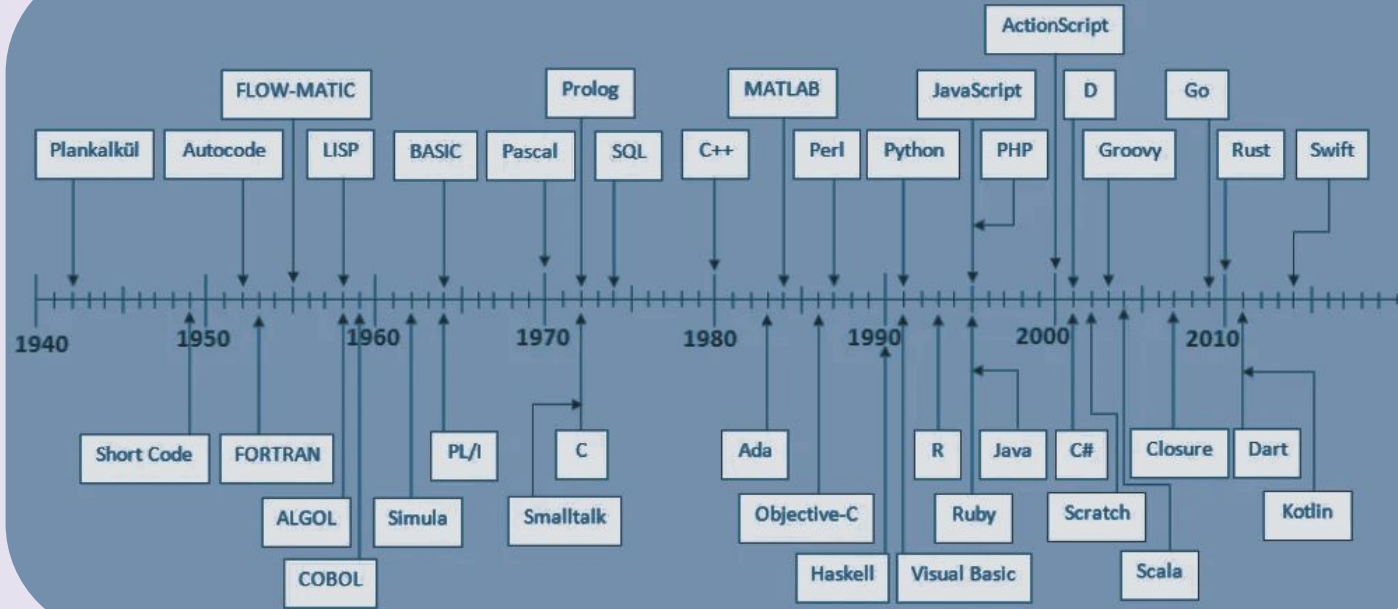 ActionScript
FLOW-MATIC
Prolog
MATLAB
JavaScript
D
Go
Plankalkül
Autocode
LISP
BASIC
Pascal
SQL
C++
Perl
Python
PHP
Groovy
Rust
Swift
1940
1950
1960
1970
1980
1990
2000
2010
Short Code
FORTRAN
PL/I
C
Ada
R
Java
C#
Closure
Dart
ALGOL
Simula
Smalltalk
Objective-C
Ruby
Scratch
Kotlin
COBOL
Haskell
Visual Basic
Scala